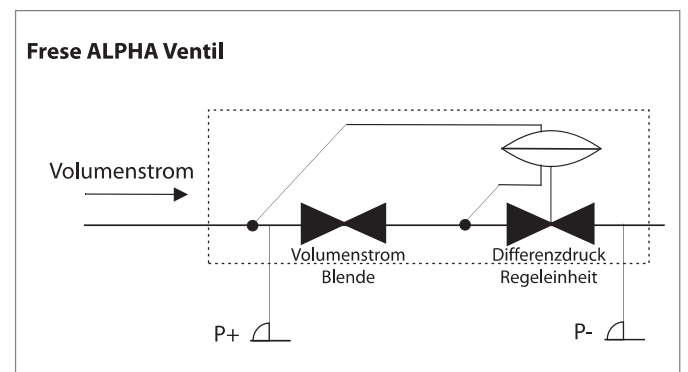 Frese ALPHA Ventil
Volumenstrom
Volumenstrom
Blende
Differenzdruck
Regeleinheit
P+
P-